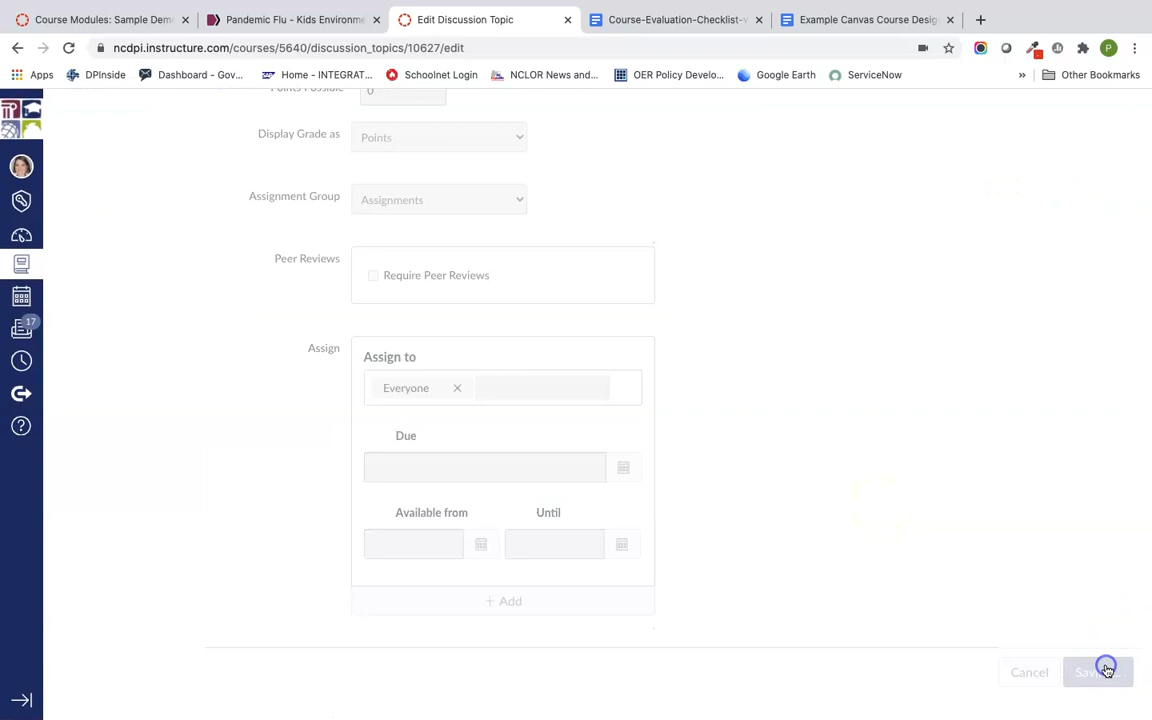 Course Modules: Sample Dem
Pandemic Flu - Kids Environme
Edit Discussion Topic
Course-Evaluation-Checklist-v
Example Canvas Course Design
ncdpi.instructure.com/courses/5640/discussion_topics/10627/edit
P
Apps
DPInside
Dashboard - Gov...
Home - INTEGRAT...
Schoolnet Login
NCLOR News and...
OER Policy Develo...
Google Earth
ServiceNow
»
Other Bookmarks
Points Possible
0
Display Grade as
Points
Assignment Group
Assignments
Peer Reviews
Require Peer Reviews
Assign
Assign to
Everyone
Due
Available from
Until
+ Add
17
Cancel